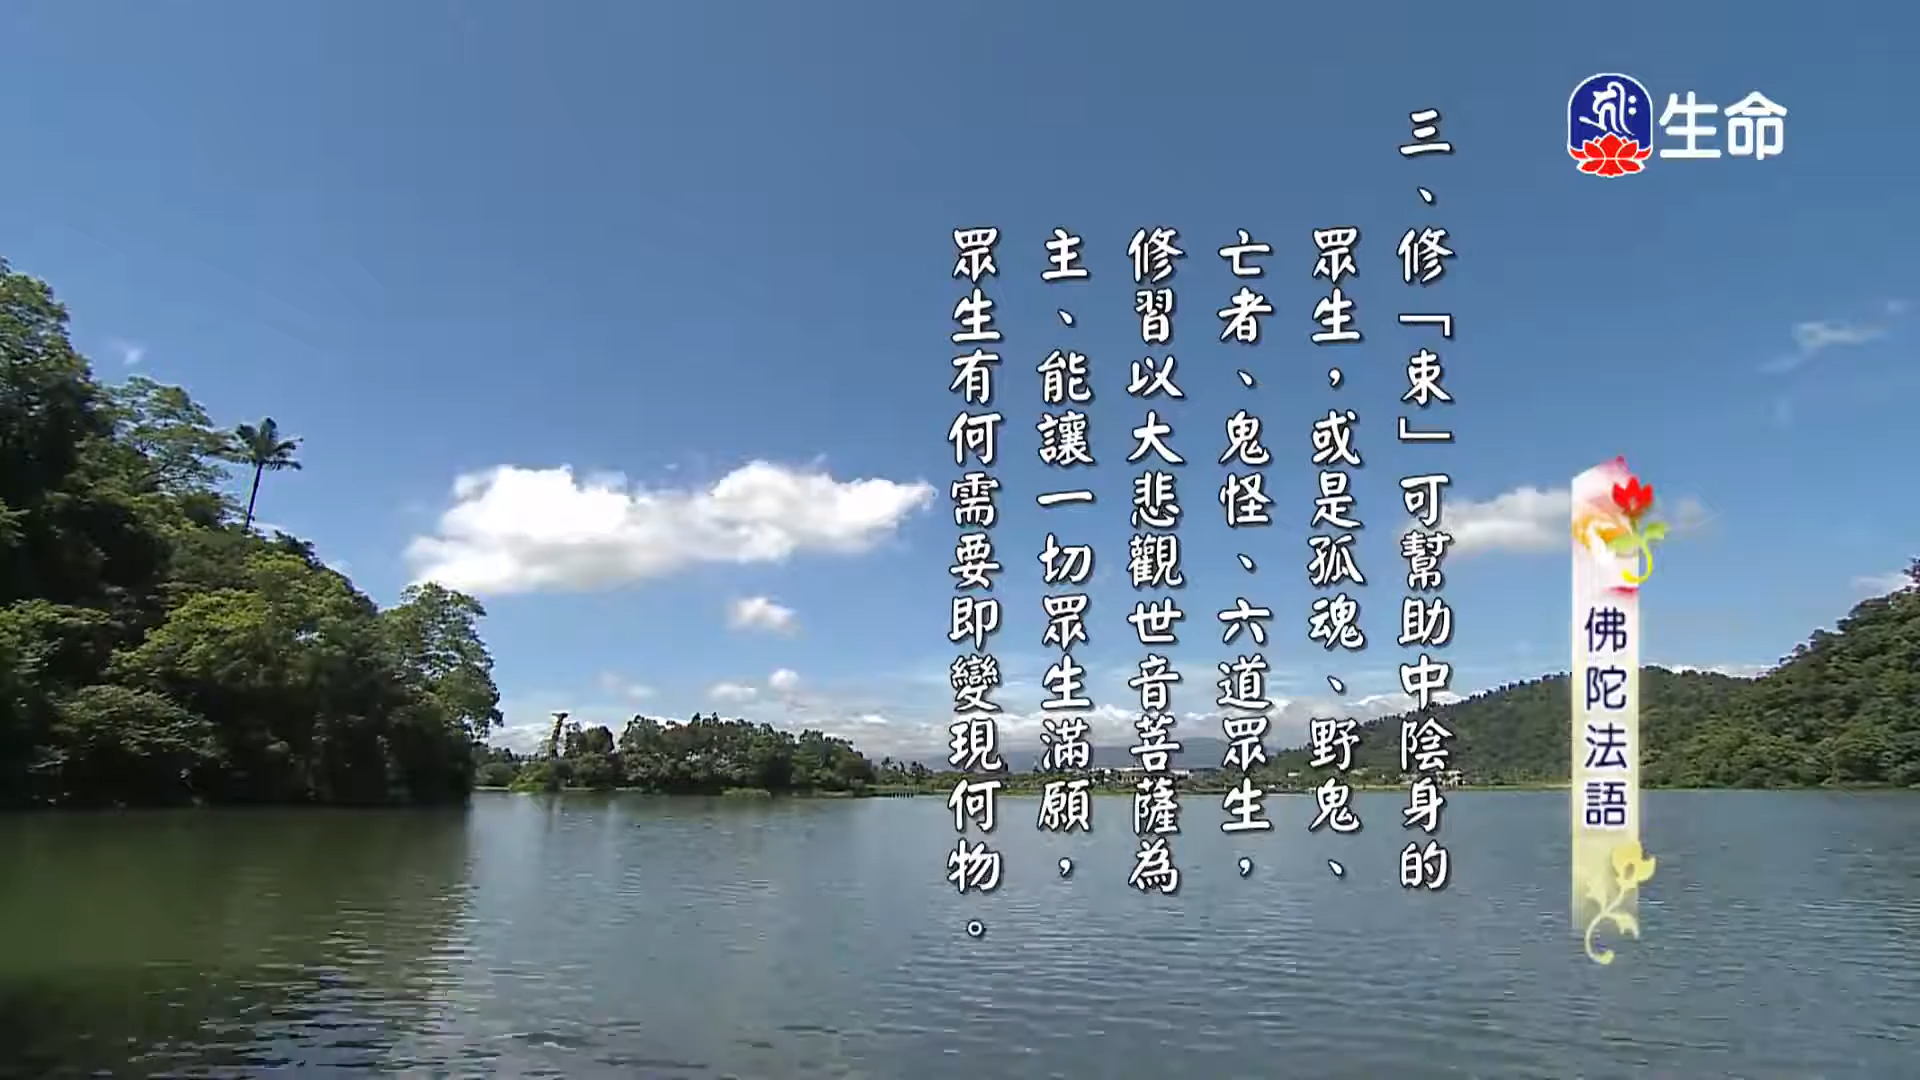 生命
三、修「東」可幫助中陰身的
眾生，或是孤魂、野鬼、
亡者、鬼怪、六道眾生，
修習以大悲觀世音菩薩為
主、能讓一切眾生滿願，
眾生有何需要即變現何物。
佛陀法語